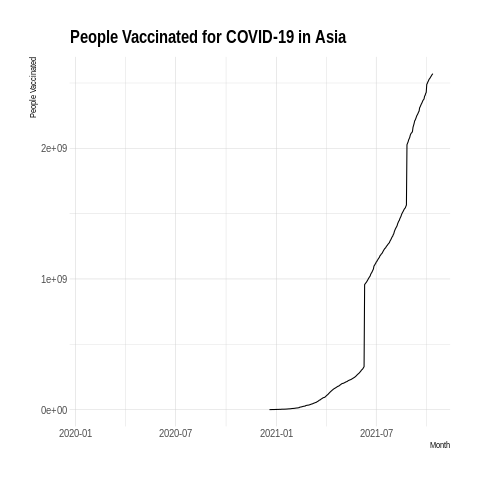 People Vaccinated for COVID-19 in Asia
People Vaccinated
2e+09
1e+09
0e+00
2020-01 2020-07 2021-01 2021-07
Month